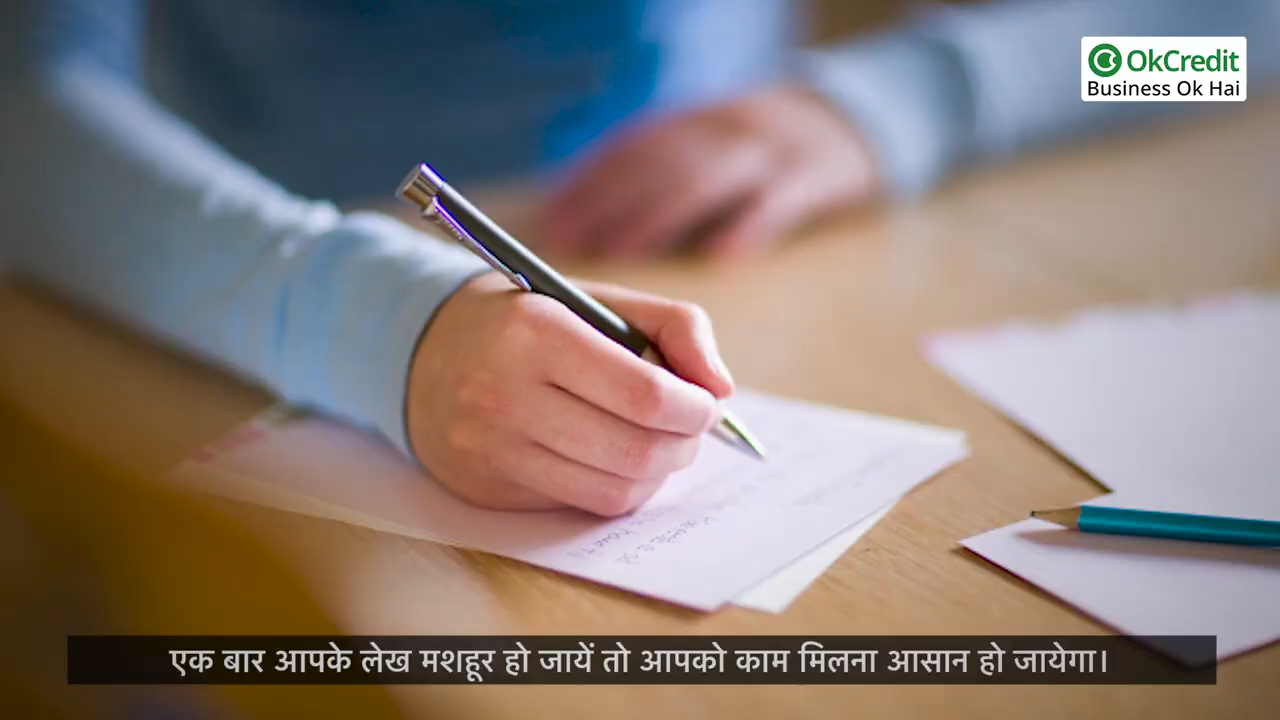 OkCredit
Business Ok Hai
एक बार आपके लेख मशहूर हो जायें तो आपको काम मिलना आसान हो जायेगा।